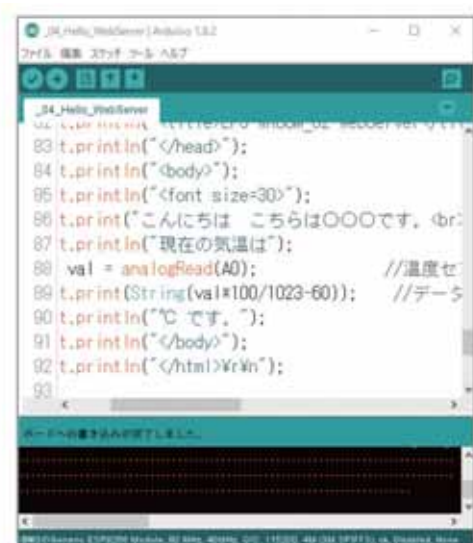 _04_Hello_WebServer | Arduino 1.8.2
ファイル 編集 スケッチ ツール ヘルプ
_04_Hello_WebServer
83 t.println("</head>");
84 t.println("<body>");
85 t.println("<font size=30>");
86 t.print("こんにちは こちらは〇〇〇です。<br>
87 t.println("現在の気温は");
88 val = analogRead(A0); //温度セ
89 t.print(String(val*100/1023-60)); //データ
90 t.println("℃ です。");
91 t.println("</body>");
92 t.println("</html>¥r¥n");
93
ボードへの書き込みが完了しました。